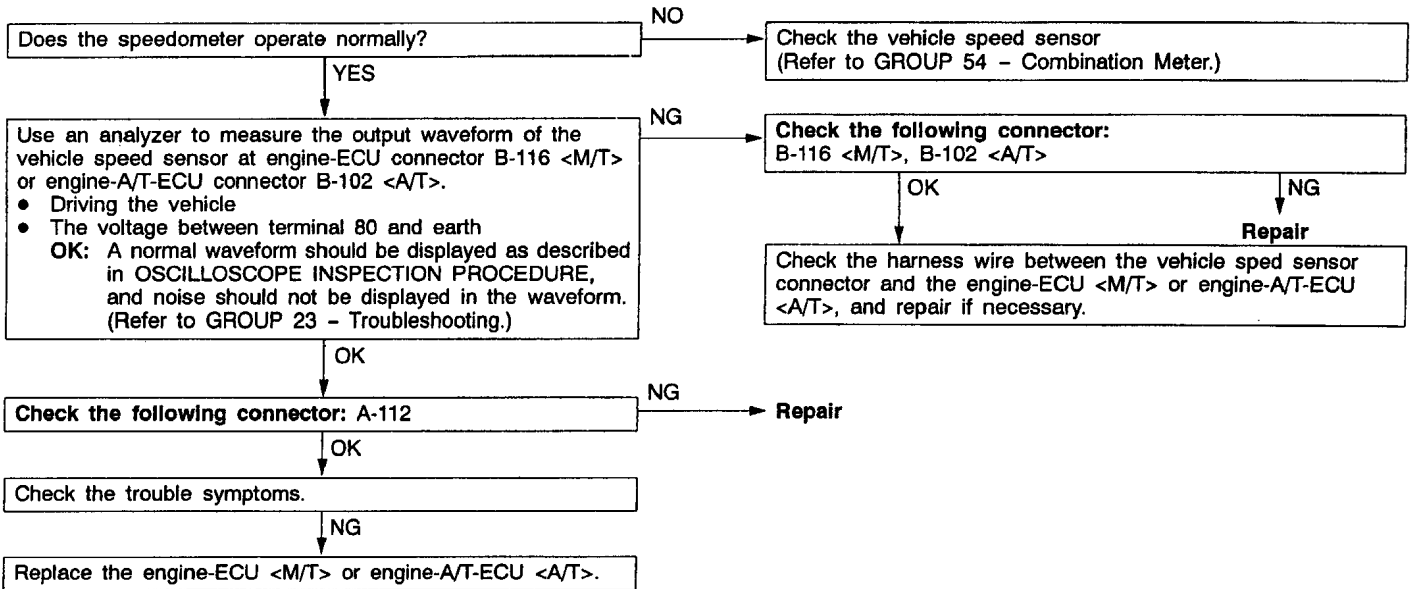 Does the speedometer operate normally?
NO
Check the vehicle speed sensor
(Refer to GROUP 54 – Combination Meter.)
YES
Use an analyzer to measure the output waveform of the
vehicle speed sensor at engine-ECU connector B-116 <M/T>
or engine-A/T-ECU connector B-102 <A/T>.
● Driving the vehicle
● The voltage between terminal 80 and earth
OK: A normal waveform should be displayed as described
in OSCILLOSCOPE INSPECTION PROCEDURE,
and noise should not be displayed in the waveform.
(Refer to GROUP 23 – Troubleshooting.)
NG
Check the following connector:
B-116 <M/T>, B-102 <A/T>
OK
NG
Repair
Check the harness wire between the vehicle sped sensor
connector and the engine-ECU <M/T> or engine-A/T-ECU
<A/T>, and repair if necessary.
OK
Check the following connector: A-112
NG
Repair
OK
Check the trouble symptoms.
NG
Replace the engine-ECU <M/T> or engine-A/T-ECU <A/T>.